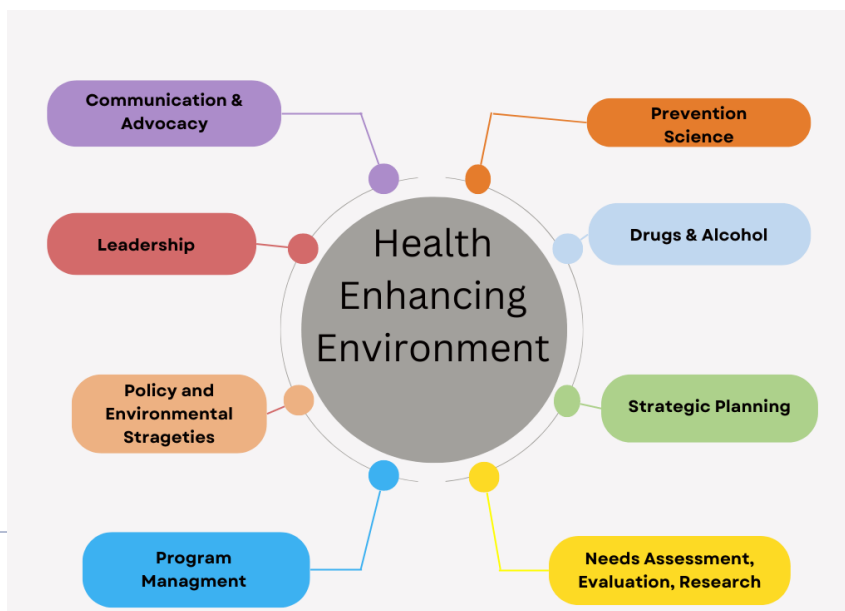 Communication &
Advocacy
Prevention
Science
Leadership
Health
Enhancing
Environment
Drugs & Alcohol
Policy and
Environmental
Strageties
Strategic Planning
Program
Managment
Needs Assessment,
Evaluation, Research